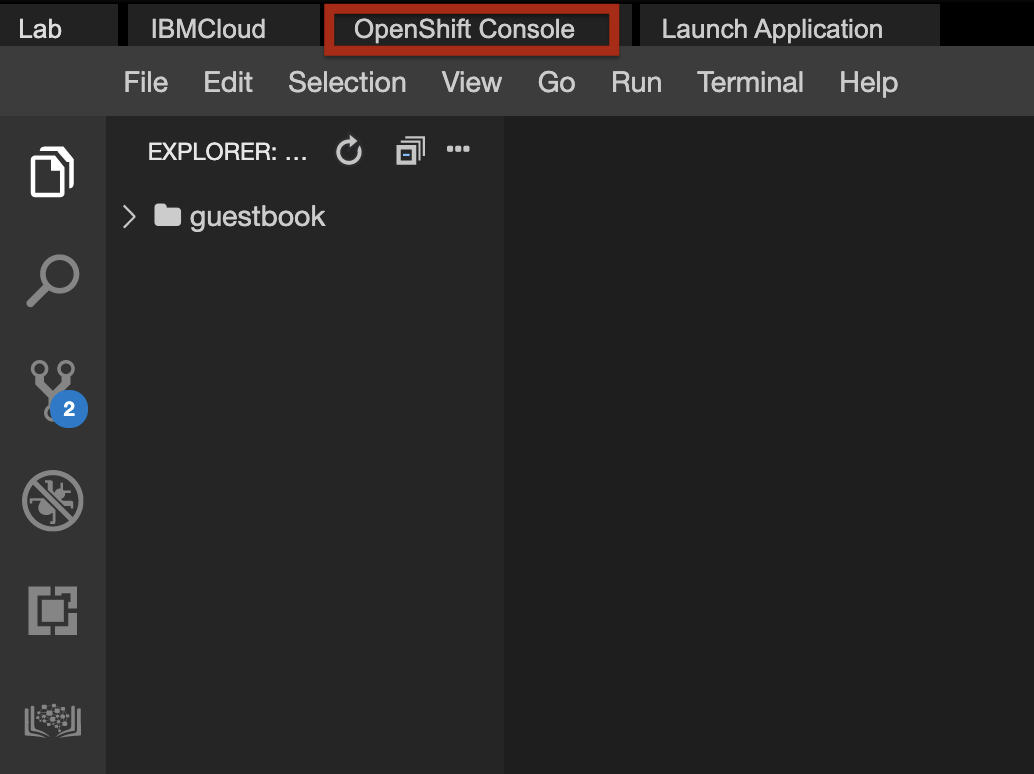 Lab IBMCloud OpenShift Console Launch Application
File Edit Selection View Go Run Terminal Help
EXPLORER: ...
guestbook
2